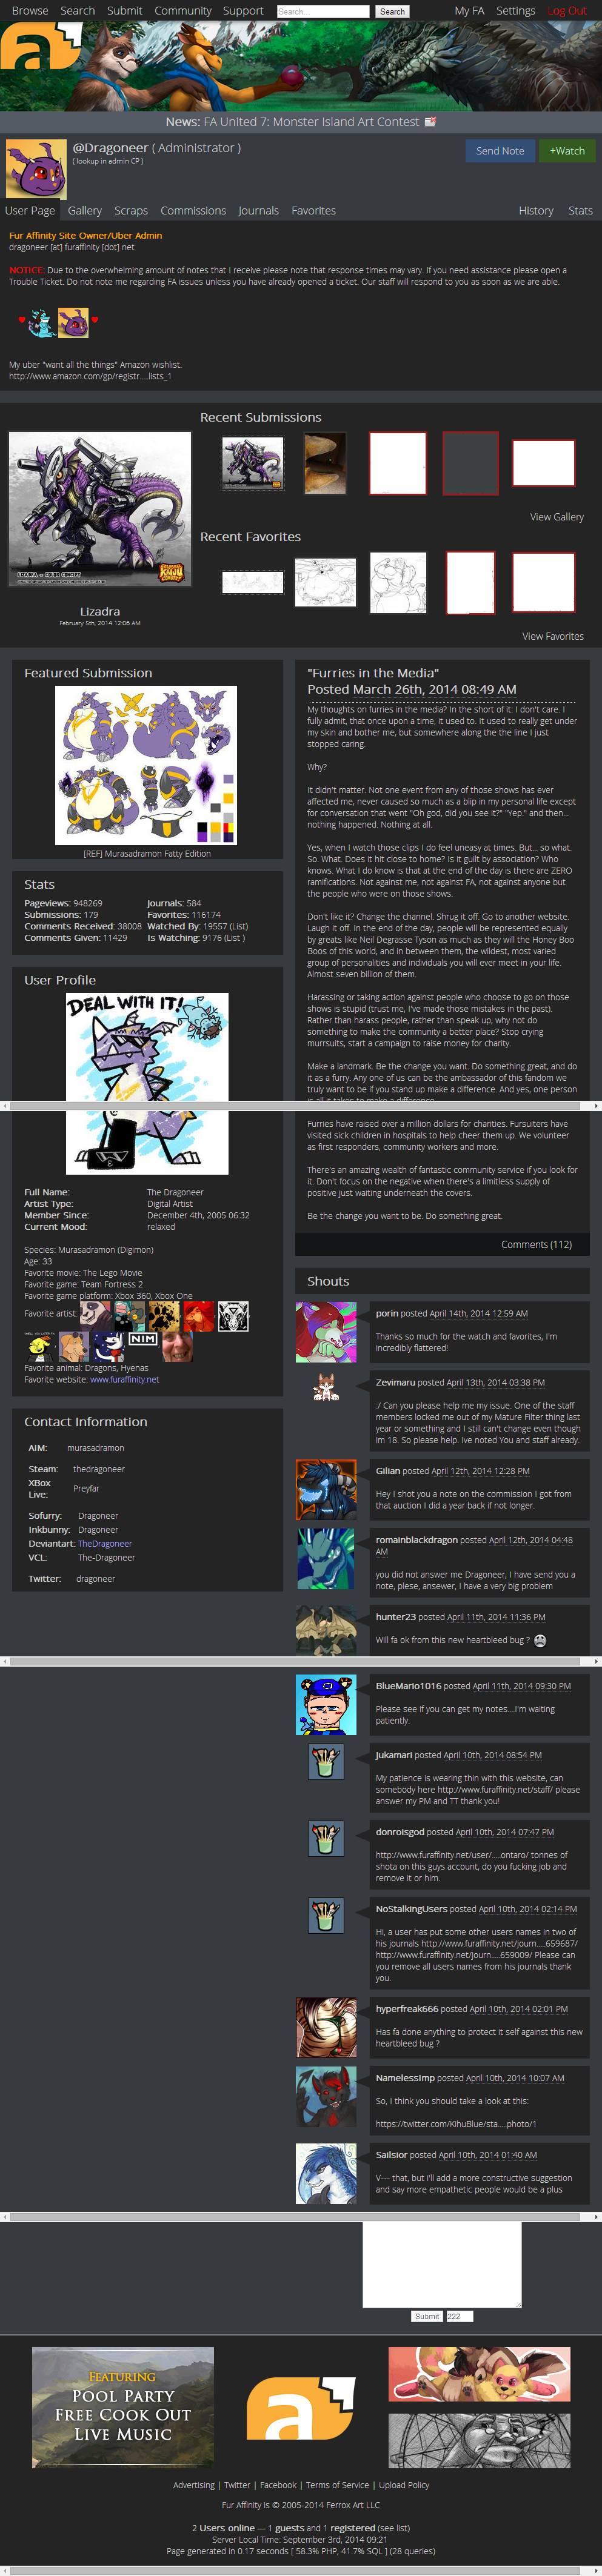 Browse Search Submit Community Support Search... Search My FA Settings Log Out
News: FA United 7: Monster Island Art Contest
@Dragoneer ( Administrator )
( lookup in admin CP )
Send Note +Watch
User Page Gallery Scraps Commissions Journals Favorites History Stats
Fur Affinity Site Owner/Uber Admin
dragoneer [at] furaffinity [dot] net
NOTICE: Due to the overwhelming amount of notes that I receive please note that response times may vary. If you need assistance please open a
Trouble Ticket. Do not note me regarding FA issues unless you have already opened a ticket. Our staff will respond to you as soon as we are able.
My uber "want all the things" Amazon wishlist.
http://www.amazon.com/gp/registr.....lists_1
Recent Submissions
View Gallery
Recent Favorites
View Favorites
Lizadra
February 5th, 2014 12:06 AM
Featured Submission
[REF] Murasadramon Fatty Edition
Stats
Pageviews: 948269 Journals: 584
Submissions: 179 Favorites: 116174
Comments Received: 38008 Watched By: 19557 (List)
Comments Given: 11429 Is Watching: 9176 (List )
User Profile
DEAL WITH IT!
Full Name: The Dragoneer
Artist Type: Digital Artist
Member Since: December 4th, 2005 06:32
Current Mood: relaxed
Species: Murasadramon (Digimon)
Age: 33
Favorite movie: The Lego Movie
Favorite game: Team Fortress 2
Favorite game platform: Xbox 360, Xbox One
Favorite artist:
NIM
Favorite animal: Dragons, Hyenas
Favorite website: www.furaffinity.net
Contact Information
AIM: murasadramon
Steam: thedragoneer
XBox
Live: Preyfar
Sofurry: Dragoneer
Inkbunny: Dragoneer
Deviantart: TheDragoneer
VCL: The-Dragoneer
Twitter: dragoneer
"Furries in the Media"
Posted March 26th, 2014 08:49 AM
My thoughts on furries in the media? In the short of it: I don't care. I
fully admit, that once upon a time, it used to. It used to really get under
my skin and bother me, but somewhere along the the line I just
stopped caring.
Why?
It didn't matter. Not one event from any of those shows has ever
affected me, never caused so much as a blip in my personal life except
for conversation that went "Oh god, did you see it?" "Yep." and then...
nothing happened. Nothing at all.
Yes, when I watch those clips I do feel uneasy at times. But... so what.
So. What. Does it hit close to home? Is it guilt by association? Who
knows. What I do know is that at the end of the day is there are ZERO
ramifications. Not against me, not against FA, not against anyone but
the people who were on those shows.
Don't like it? Change the channel. Shrug it off. Go to another website.
Laugh it off. In the end of the day, people will be represented equally
by greats like Neil Degrasse Tyson as much as they will the Honey Boo
Boos of this world, and in between them, the wildest, most varied
group of personalities and individuals you will ever meet in your life.
Almost seven billion of them.
Harassing or taking action against people who choose to go on those
shows is stupid (trust me, I've made those mistakes in the past).
Rather than harass people, rather than speak up, why not do
something to make the community a better place? Stop crying
murrsuits, start a campaign to raise money for charity.
Make a landmark. Be the change you want. Do something great, and do
it as a furry. Any one of us can be the ambassador of this fandom we
truly want to be if you stand up make a difference. And yes, one person
is all it takes to make a difference.
Furries have raised over a million dollars for charities. Fursuiters have
visited sick children in hospitals to help cheer them up. We volunteer
as first responders, community workers and more.
There's an amazing wealth of fantastic community service if you look for
it. Don't focus on the negative when there's a limitless supply of
positive just waiting underneath the covers.
Be the change you want to be. Do something great.
Comments (112)
Shouts
porin posted April 14th, 2014 12:59 AM
Thanks so much for the watch and favorites, I'm
incredibly flattered!
Zevimaru posted April 13th, 2014 03:38 PM
:/ Can you please help me my issue. One of the staff
members locked me out of my Mature Filter thing last
year or something and I still can't change even though
im 18. So please help. Ive noted You and staff already.
Gilian posted April 12th, 2014 12:28 PM
Hey I shot you a note on the commission I got from
that auction I did a year back if not longer.
romainblackdragon posted April 12th, 2014 04:48
AM
you did not answer me Dragoneer, I have send you a
note, plese, answer, I have a very big problem
hunter23 posted April 11th, 2014 11:36 PM
Will fa ok from this new heartbleed bug ?
BlueMario1016 posted April 11th, 2014 09:30 PM
Please see if you can get my notes....I'm waiting
patiently.
Jukamari posted April 10th, 2014 08:54 PM
My patience is wearing thin with this website, can
somebody here http://www.furaffinity.net/staff/ please
answer my PM and TT thank you!
donroisgod posted April 10th, 2014 07:47 PM
http://www.furaffinity.net/user/.....ontaro/ tonnes of
shota on this guys account, do you fucking job and
remove it or him.
NoStalkingUsers posted April 10th, 2014 02:14 PM
Hi, a user has put some other users names in two of
his journals http://www.furaffinity.net/journ.....659687/
http://www.furaffinity.net/journ.....659009/ Please can
you remove all users names from his journals thank
you.
hyperfreak666 posted April 10th, 2014 02:01 PM
Has fa done anything to protect it self against this new
heartbleed bug ?
NamelessImp posted April 10th, 2014 10:07 AM
So, I think you should take a look at this:
https://twitter.com/KihuBlue/sta.....photo/1
Sailsior posted April 10th, 2014 01:40 AM
V--- that, but i'll add a more constructive suggestion
and say more empathetic people would be a plus
Submit 222
Featuring
Pool Party
Free Cook Out
Live Music
Advertising | Twitter | Facebook | Terms of Service | Upload Policy
Fur Affinity is © 2005-2014 Ferrox Art LLC
2 Users online — 1 guests and 1 registered (see list)
Server Local Time: September 3rd, 2014 09:21
Page generated in 0.17 seconds [ 58.3% PHP, 41.7% SQL ] (28 queries)